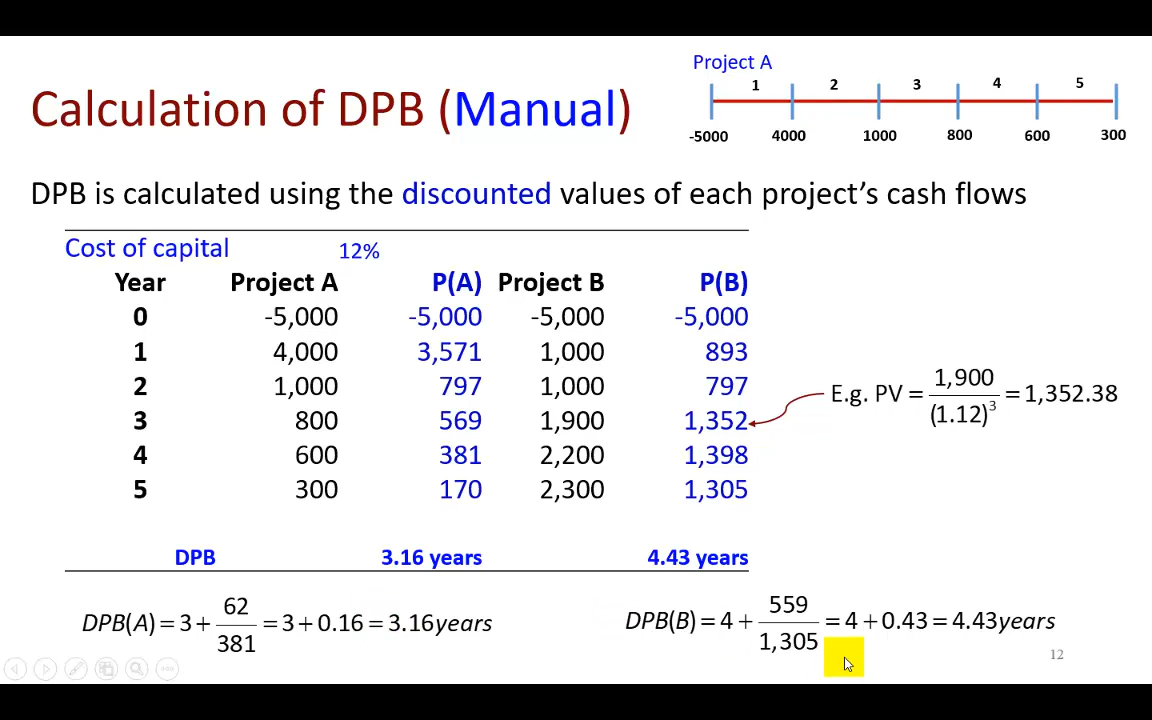 Project A
1 2 3 4 5
-5000 4000 1000 800 600 300
Calculation of DPB (Manual)
DPB is calculated using the discounted values of each project’s cash flows
Cost of capital 12%
Year Project A P(A) Project B P(B)
0 -5,000 -5,000 -5,000 -5,000
1 4,000 3,571 1,000 893
2 1,000 797 1,000 797
3 800 569 1,900 1,352
4 600 381 2,200 1,398
5 300 170 2,300 1,305
E.g. PV = 1,900 / (1.12)^3 = 1,352.38
DPB 3.16 years 4.43 years
DPB(A) = 3 + 62 / 381 = 3 + 0.16 = 3.16 years
DPB(B) = 4 + 559 / 1,305 = 4 + 0.43 = 4.43 years
12